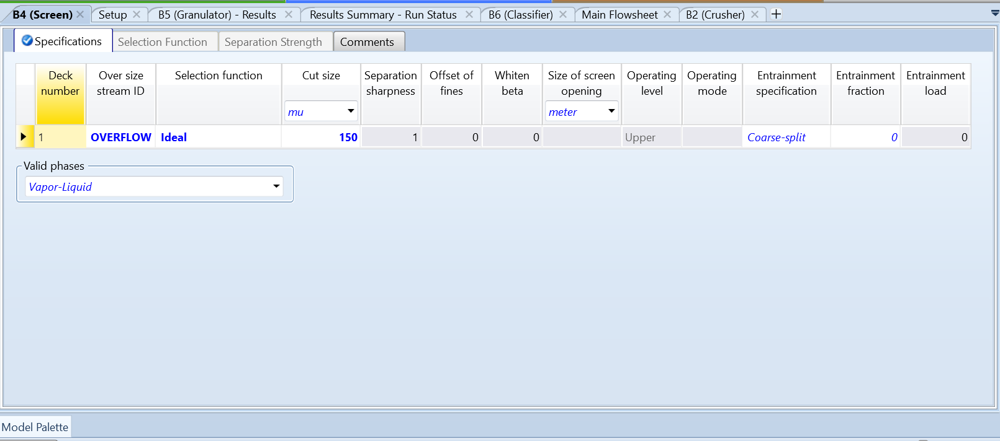 B4 (Screen) Setup B5 (Granulator) - Results Results Summary - Run Status B6 (Classifier) Main Flowsheet B2 (Crusher)
Specifications Selection Function Separation Strength Comments
Deck number Over size stream ID Selection function Cut size Separation sharpness Offset of fines Whiten beta Size of screen opening Operating level Operating mode Entrainment specification Entrainment fraction Entrainment load
mu meter
1 OVERFLOW Ideal 150 1 0 0 Upper Coarse-split 0 0
Valid phases
Vapor-Liquid
Model Palette